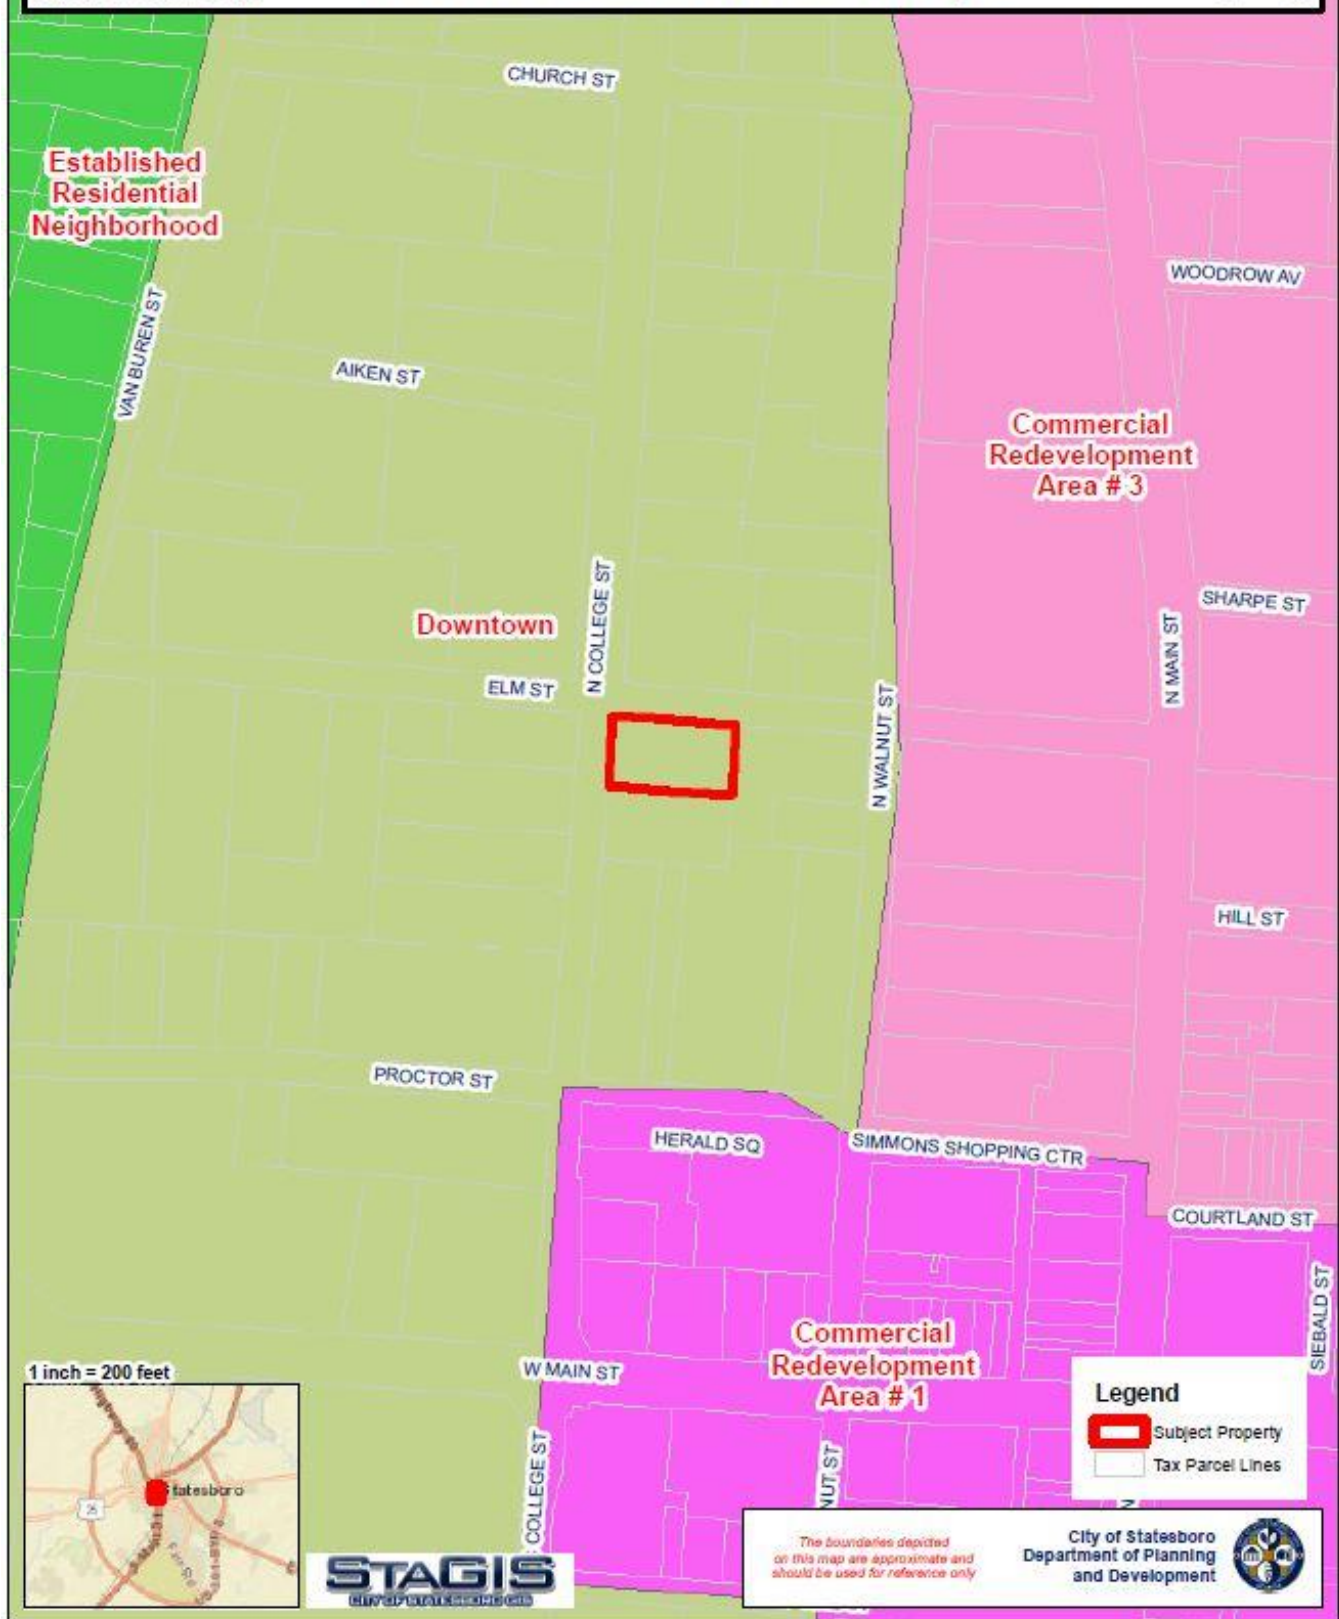 CHURCH ST
Established
Residential
Neighborhood
WOODROW AV
VAN BUREN ST
AIKEN ST
Commercial
Redevelopment
Area # 3
N COLLEGE ST
SHARPE ST
Downtown
N MAIN ST
ELM ST
N WALNUT ST
HILL ST
PROCTOR ST
HERALD SQ
SIMMONS SHOPPING CTR
COURTLAND ST
SIEBALD ST
Commercial
Redevelopment
Area # 1
W MAIN ST
1 inch = 200 feet
Legend
Subject Property
Tax Parcel Lines
COLLEGE ST
NUT ST
N
26
tatesboro
STAGIS
CITY OF STATESBORO GIS
The boundaries depicted
on this map are approximate and
should be used for reference only
City of Statesboro
Department of Planning
and Development